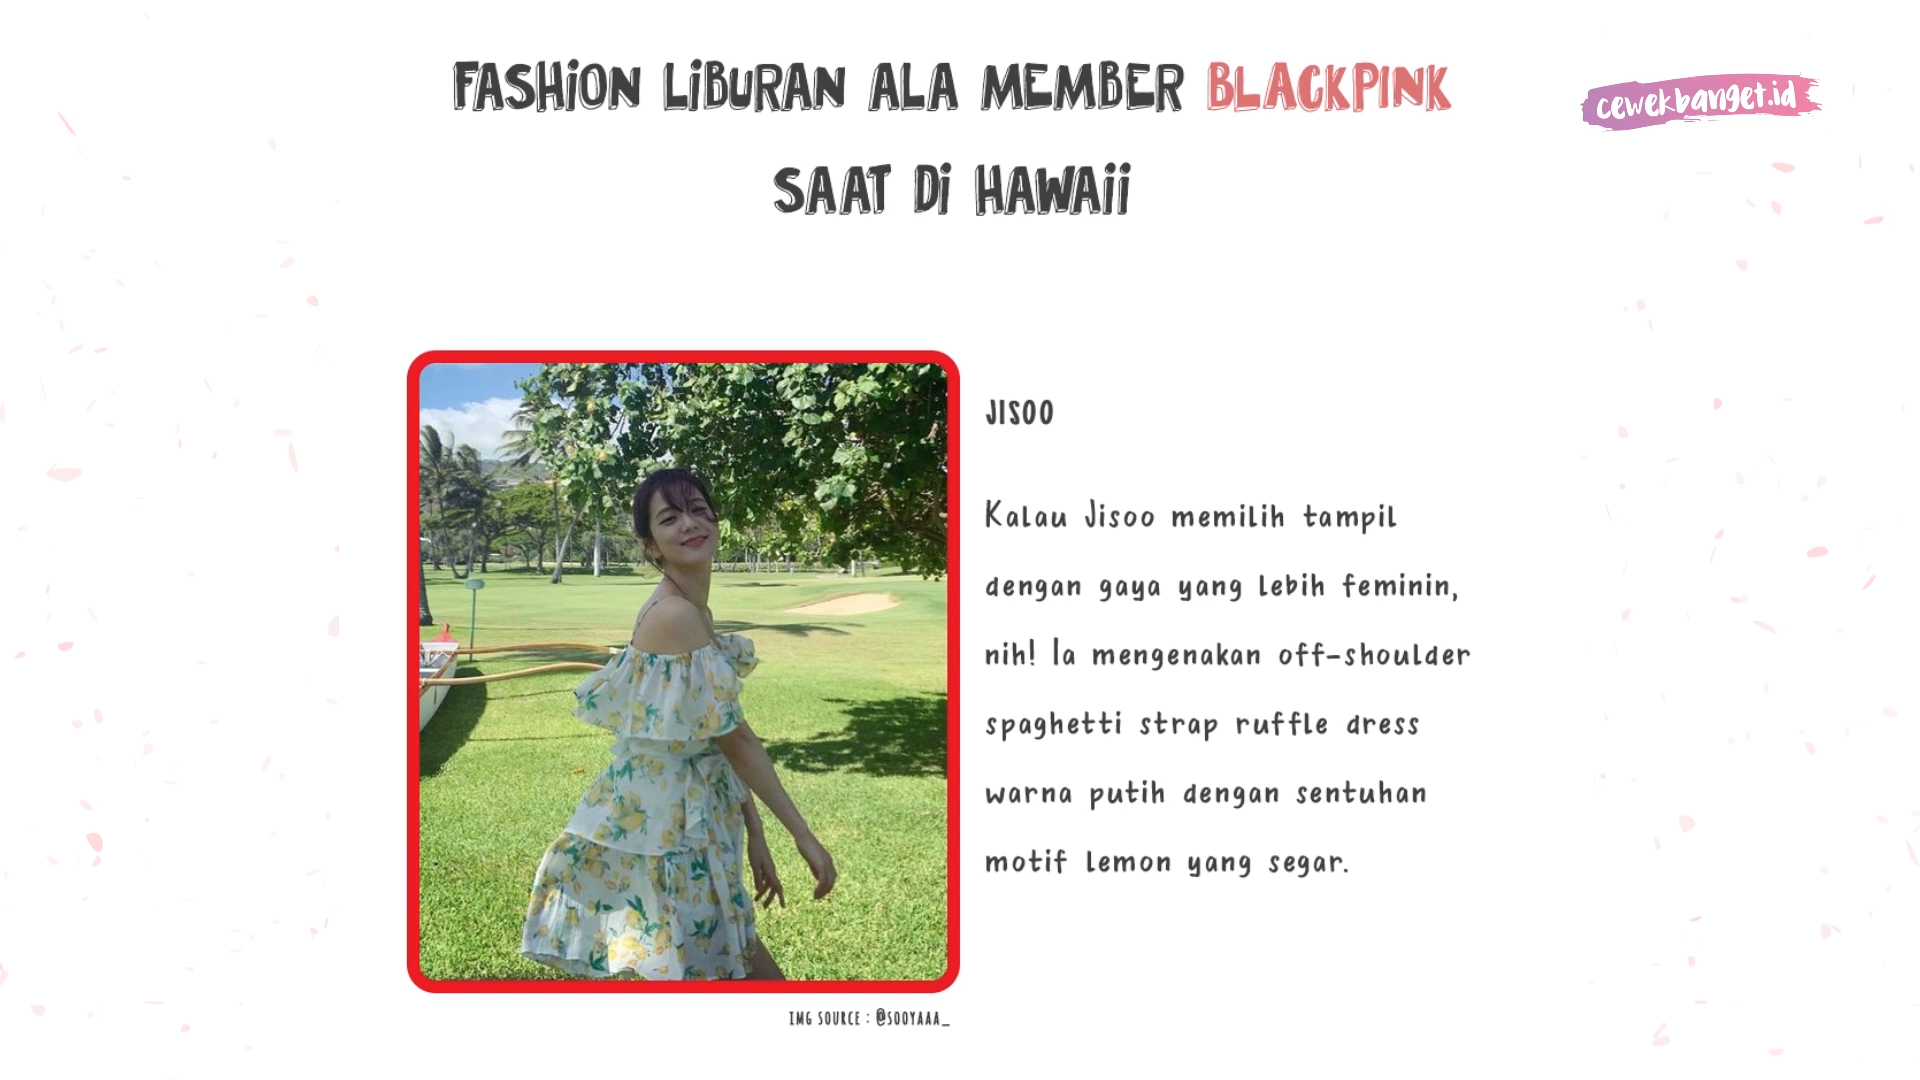 FASHION LIBURAN ALA MEMBER BLACKPINK
SAAT DI HAWAII
cewekbanget.id
JISOO
Kalau Jisoo memilih tampil
dengan gaya yang lebih feminin,
nih! Ia mengenakan off-shoulder
spaghetti strap ruffle dress
warna putih dengan sentuhan
motif lemon yang segar.
IMG SOURCE : @SOOYAAA_